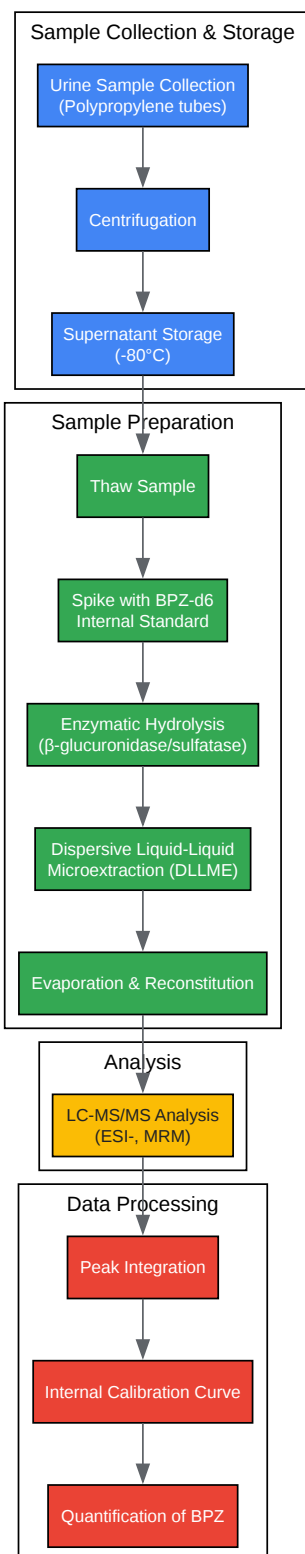 Sample Collection & Storage
Urine Sample Collection
(Polypropylene tubes)
Centrifugation
Supernatant Storage
(-80°C)
Sample Preparation
Thaw Sample
Spike with BPZ-d6
Internal Standard
Enzymatic Hydrolysis
(β-glucuronidase/sulfatase)
Dispersive Liquid-Liquid
Microextraction (DLLME)
Evaporation & Reconstitution
Analysis
LC-MS/MS Analysis
(ESI-, MRM)
Data Processing
Peak Integration
Internal Calibration Curve
Quantification of BPZ